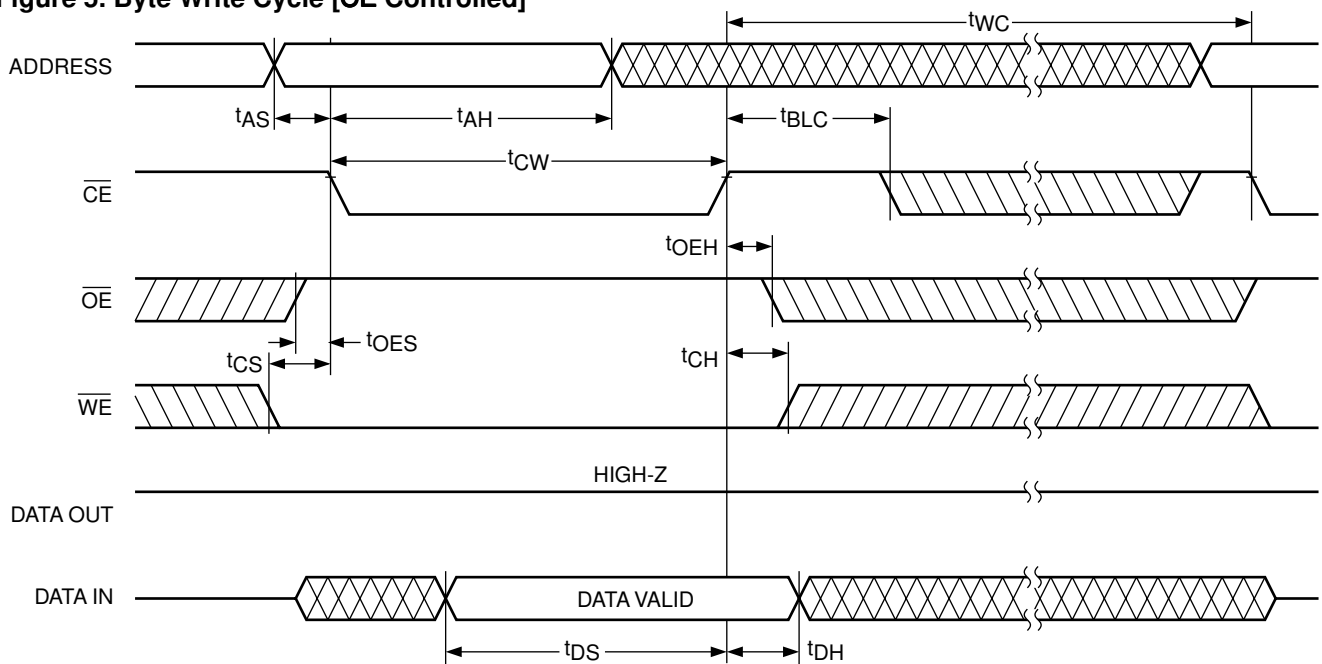 Figure 5. Byte Write Cycle [CE Controlled]
tWC
ADDRESS
tAS
tAH
tBLC
tCW
CE
tOEH
OE
tOES
tCS
tCH
WE
HIGH-Z
DATA OUT
DATA IN
DATA VALID
tDS
tDH